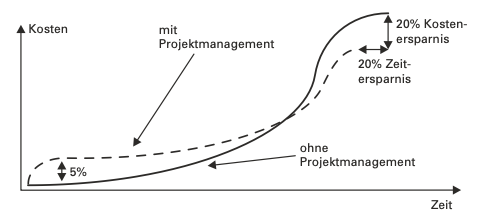 Kosten
mit
Projektmanagement
20% Kosten-
ersparnis
20% Zeit-
ersparnis
5%
ohne
Projektmanagement
Zeit